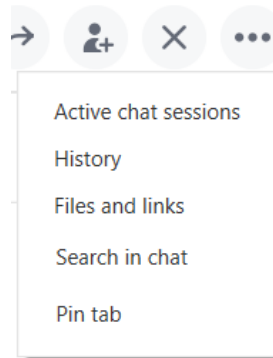 Active chat sessions
History
Files and links
Search in chat
Pin tab